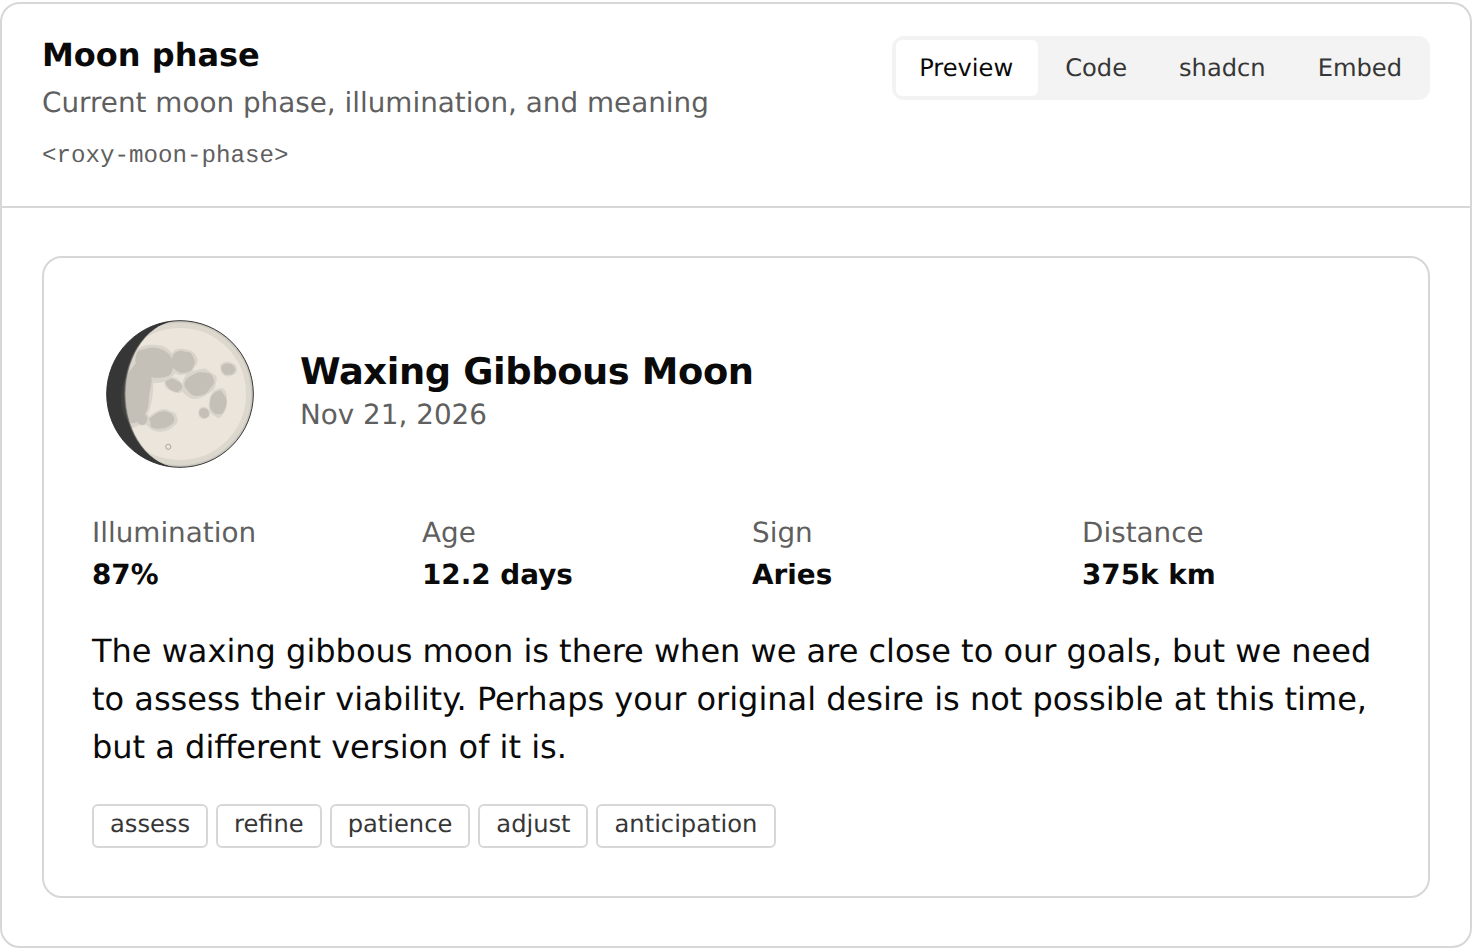 Moon phase
Current moon phase, illumination, and meaning
<roxy-moon-phase>
Preview Code shadcn Embed
Waxing Gibbous Moon
Nov 21, 2026
Illumination Age Sign Distance
87% 12.2 days Aries 375k km
The waxing gibbous moon is there when we are close to our goals, but we need
to assess their viability. Perhaps your original desire is not possible at this time,
but a different version of it is.
assess refine patience adjust anticipation